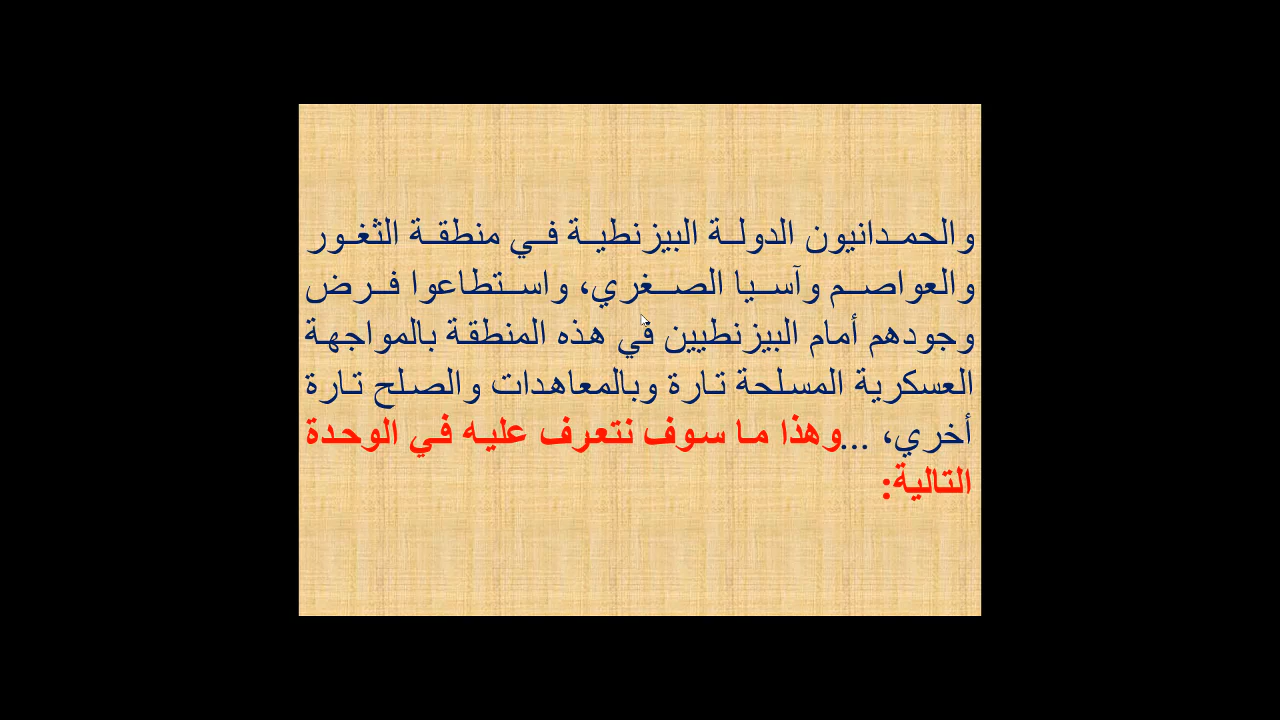 والحمدانيون الدولة البيزنطية في منطقة الثغور
والعواصم وآسيا الصغري، واستطاعوا فرض
وجودهم أمام البيزنطيين في هذه المنطقة بالمواجهة
العسكرية المسلحة تارة وبالمعاهدات والصلح تارة
أخري، ...وهذا ما سوف نتعرف عليه في الوحدة
التالية: